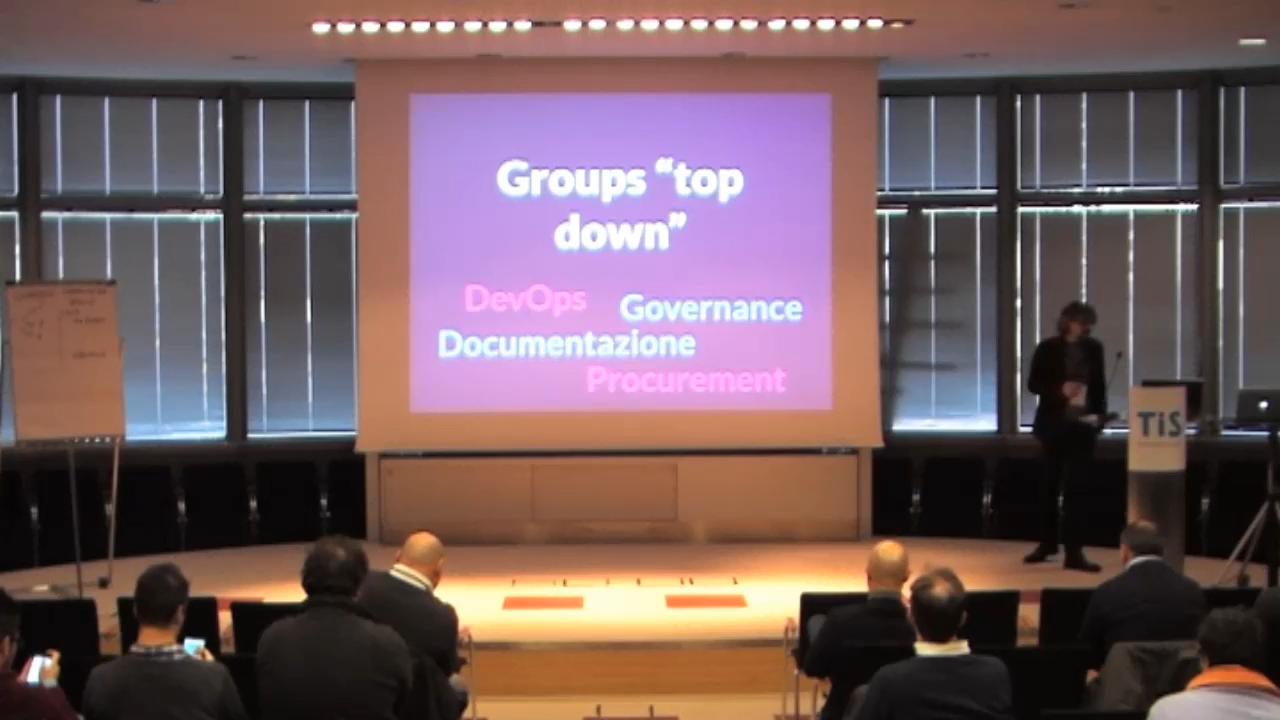 Groups “top
down”
DevOps
Governance
Documentazione
Procurement
TiS